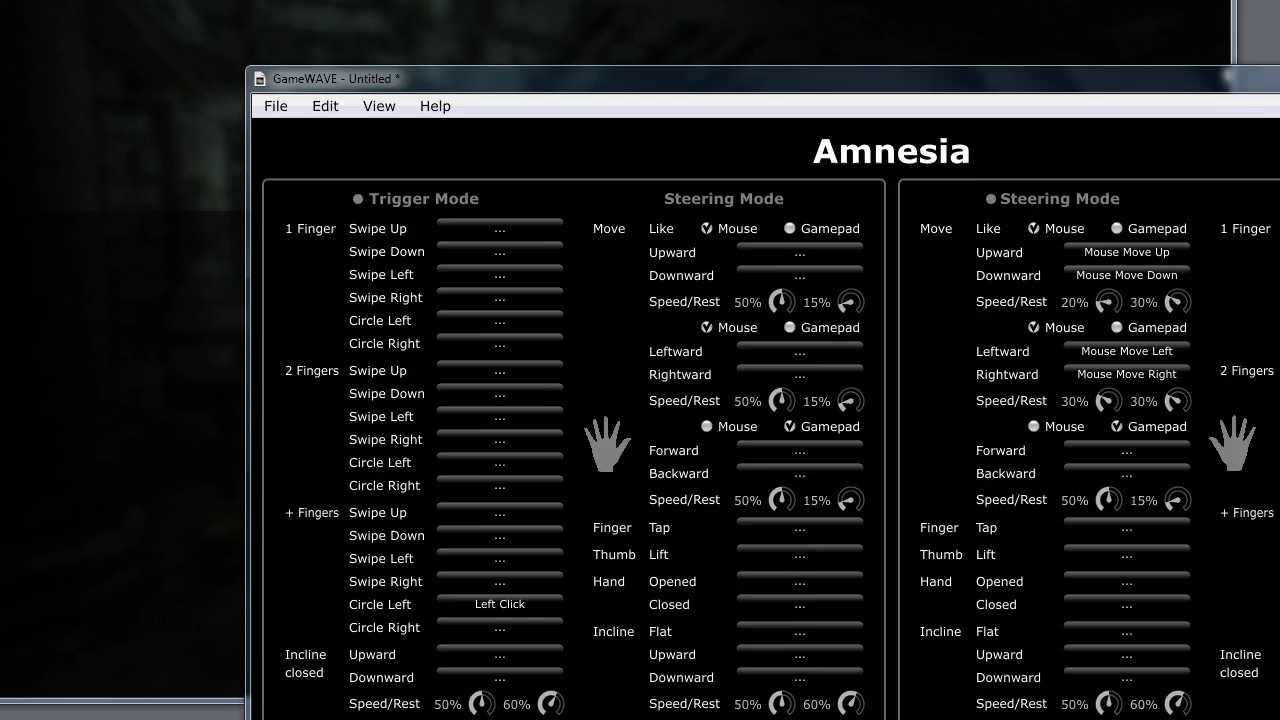 GameWAVE - Untitled *
File Edit View Help
Amnesia
Trigger Mode Steering Mode Steering Mode
1 Finger Swipe Up ... Move Like Mouse Gamepad Move Like Mouse Gamepad 1 Finger
Swipe Down ... Upward ... Upward Mouse Move Up
Swipe Left ... Downward ... Downward Mouse Move Down
Swipe Right ... Speed/Rest 50% 15% Speed/Rest 20% 30%
Circle Left ... Mouse Gamepad Mouse Gamepad
Circle Right ... Leftward ... Leftward Mouse Move Left
2 Fingers Swipe Up ... Rightward ... Rightward Mouse Move Right 2 Fingers
Swipe Down ... Speed/Rest 50% 15% Speed/Rest 30% 30%
Swipe Left ... Mouse Gamepad Mouse Gamepad
Swipe Right ... Forward ... Forward ...
Circle Left ... Backward ... Backward ...
Circle Right ... Speed/Rest 50% 15% Speed/Rest 50% 15%
+ Fingers Swipe Up ... Finger Tap ... Finger Tap ... + Fingers
Swipe Down ...
Swipe Left ... Thumb Lift ... Thumb Lift ...
Swipe Right ... Hand Opened ... Hand Opened ...
Circle Left Left Click Closed ... Closed ...
Circle Right ... Incline Flat ... Incline Flat ...
Incline closed Upward ... Upward ... Upward ... Incline closed
Downward ... Downward ... Downward ...
Speed/Rest 50% 60% Speed/Rest 50% 60% Speed/Rest 50% 60%